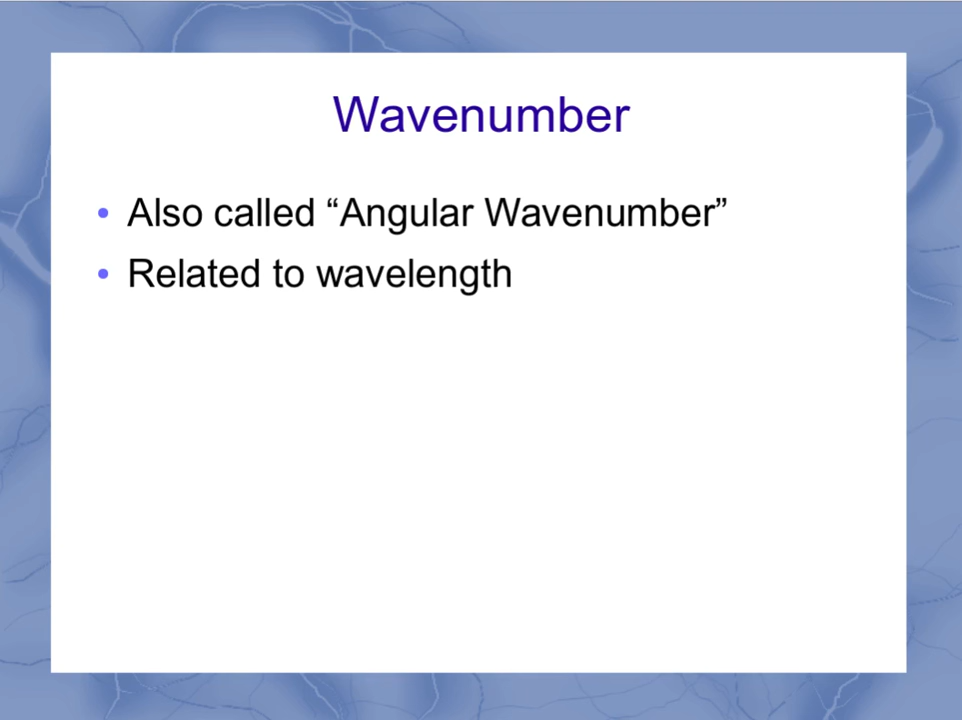 Wavenumber
• Also called “Angular Wavenumber”
• Related to wavelength